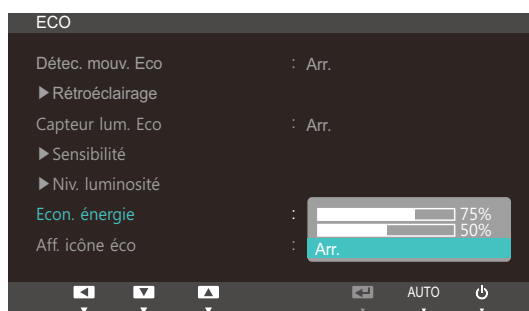 ECO
Détec. mouv. Eco : Arr.
▶Rétroéclairage
Capteur lum. Eco : Arr.
▶Sensibilité
▶Niv. luminosité
Econ. énergie : 75%
50%
Aff. icône éco : Arr.
AUTO